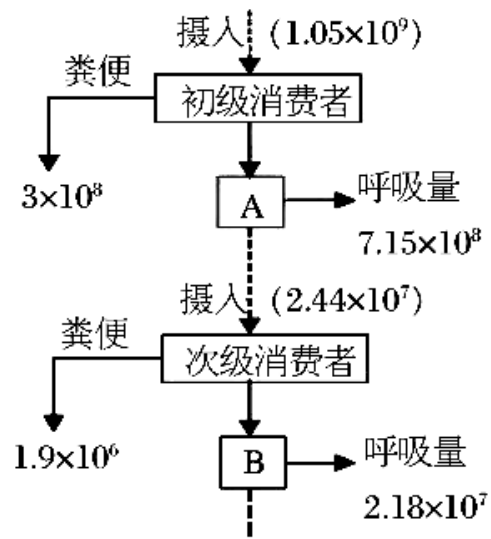 摄入 (1.05×10⁹)
粪便
初级消费者
3×10⁸
A
呼吸量
7.15×10⁸
摄入 (2.44×10⁷)
粪便
次级消费者
1.9×10⁶
B
呼吸量
2.18×10⁷